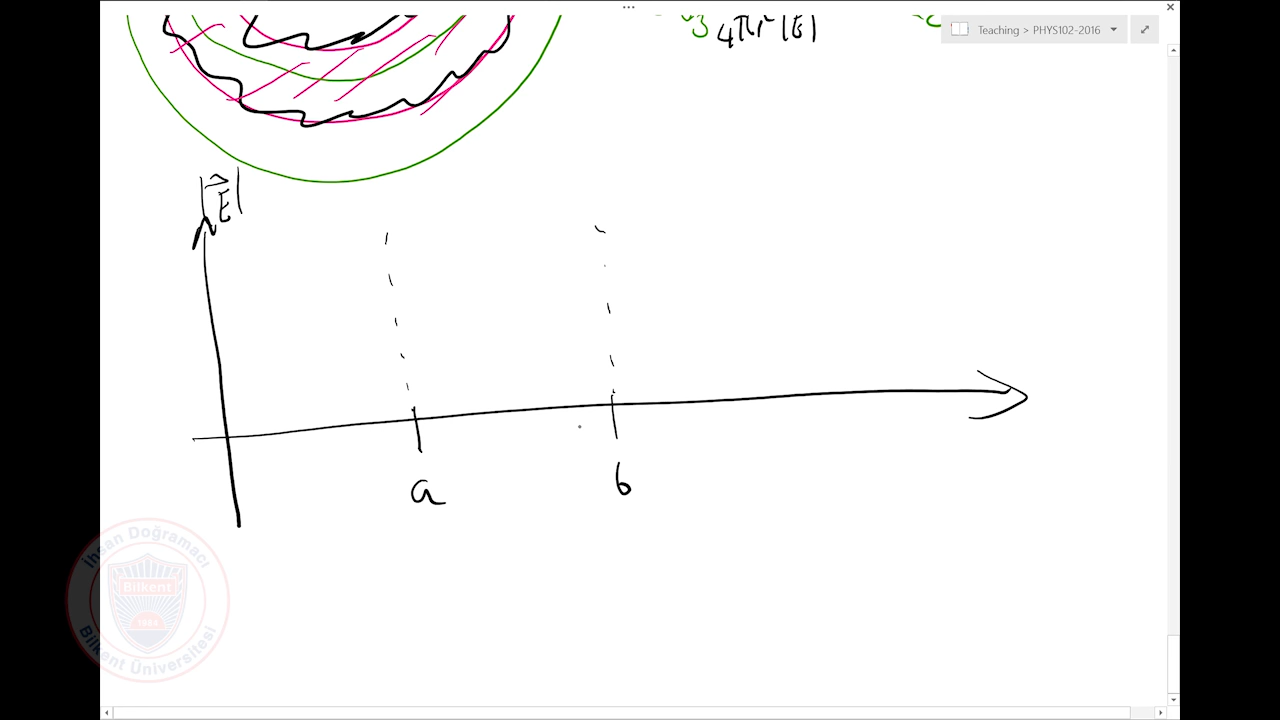 4πr² |E|
Teaching > PHYS102-2016
|E⃗|
a
b
İhsan Doğramacı
Bilkent
1984
Bilkent Üniversitesi